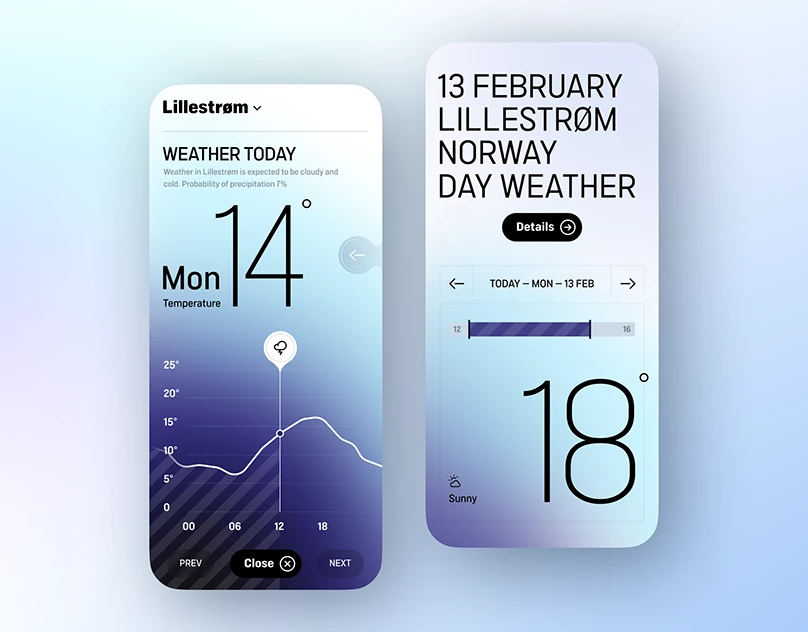 Lillestrøm
WEATHER TODAY
Weather in Lillestrøm is expected to be cloudy and
cold. Probability of precipitation 7%
Mon 14°
Temperature
25°
20°
15°
10°
5°
0
00 06 12 18
PREV Close NEXT
13 FEBRUARY
LILLESTRØM
NORWAY
DAY WEATHER
Details
TODAY – MON – 13 FEB
12 16
18°
Sunny